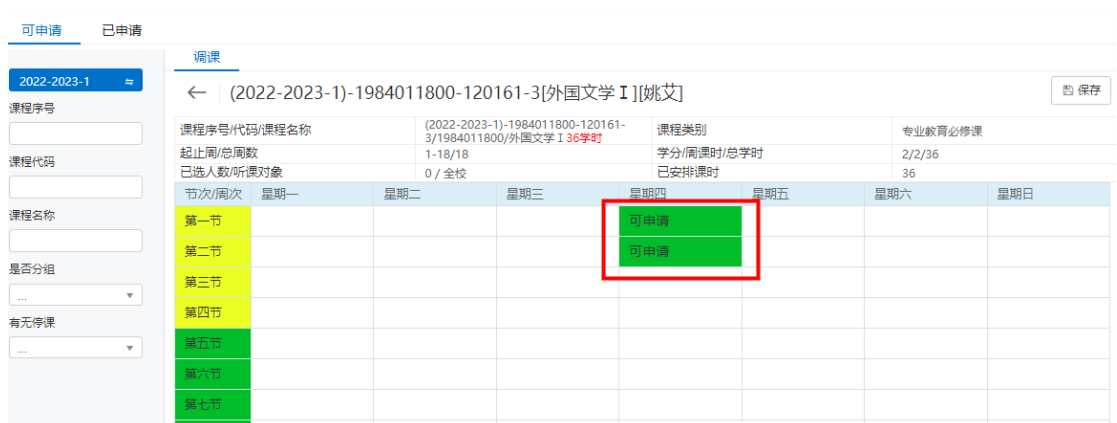 可申请 已申请
调课
2022-2023-1
(2022-2023-1)-1984011800-120161-3[外国文学Ⅰ][姚艾]
保存
课程序号
课程序号/代码/课程名称 (2022-2023-1)-1984011800-120161-3/1984011800/外国文学Ⅰ36学时 课程类别 专业教育必修课
起止周/总周数 1-18/18 学分/周课时/总学时 2/2/36
课程代码
已选人数/听课对象 0 / 全校 已安排课时 36
节次/周次 星期一 星期二 星期三 星期四 星期五 星期六 星期日
课程名称
第一节 可申请
第二节 可申请
是否分组
第三节
...
第四节
有无停课
第五节
...
第六节
第七节